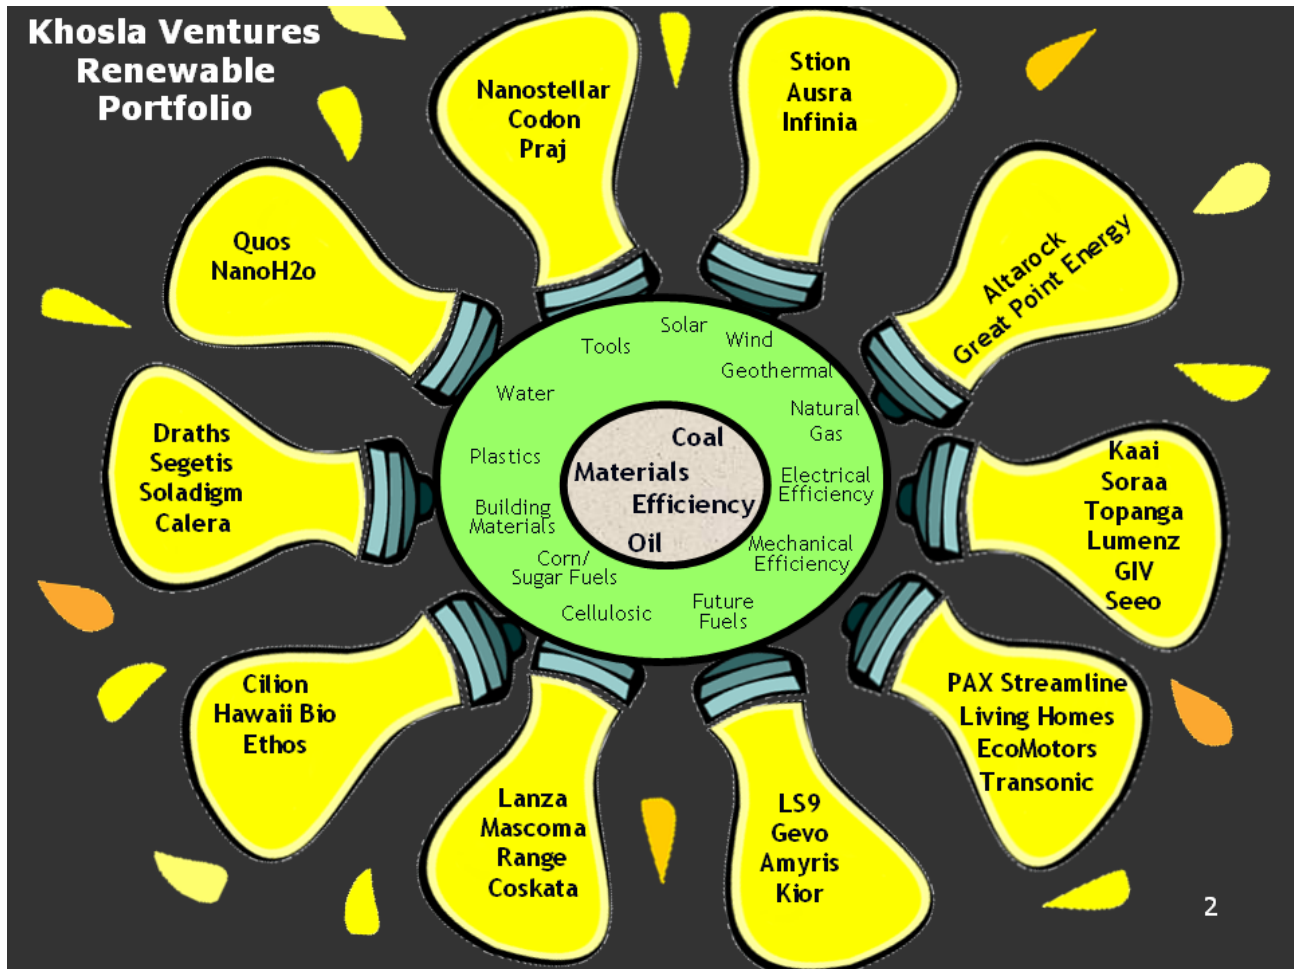 Khosla Ventures
Renewable
Portfolio
Nanostellar
Codon
Praj
Stion
Ausra
Infinia
Altarock
Great Point Energy
Kaai
Soraa
Topanga
Lumenz
GIV
Seeo
PAX Streamline
Living Homes
EcoMotors
Transonic
LS9
Gevo
Amyris
Kior
Lanza
Mascoma
Range
Coskata
Cilion
Hawaii Bio
Ethos
Draths
Segetis
Soladigm
Calera
Quos
NanoH2o
Solar
Wind
Geothermal
Natural
Gas
Electrical
Efficiency
Mechanical
Efficiency
Future
Fuels
Cellulosic
Corn/
Sugar Fuels
Building
Materials
Plastics
Water
Tools
Coal
Materials
Efficiency
Oil
2